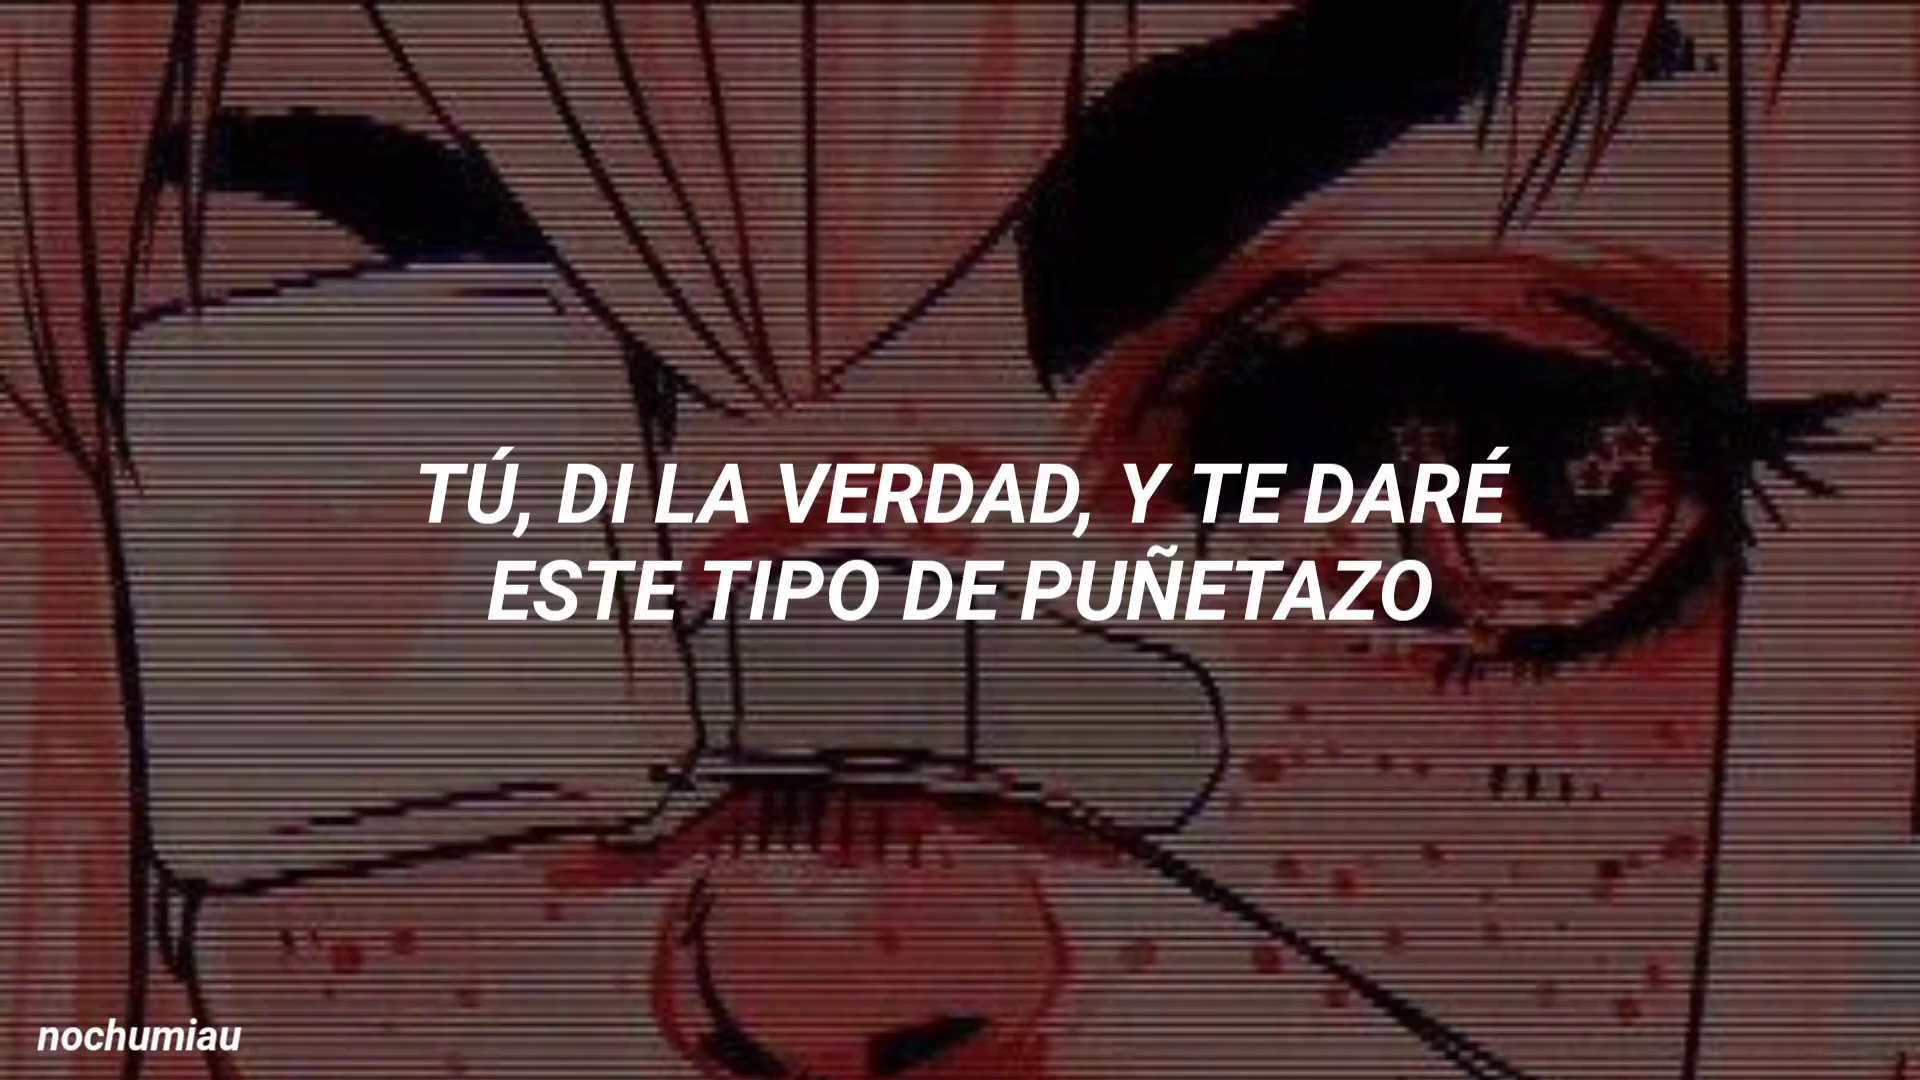 TÚ, DI LA VERDAD, Y TE DARÉ
ESTE TIPO DE PUÑETAZO
nochumiau